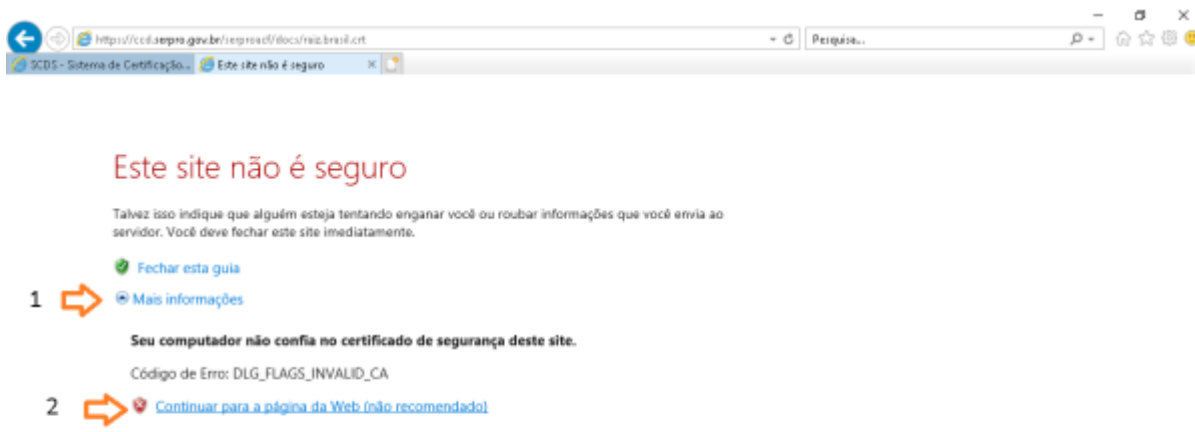 https://ccd.serpro.gov.br/serproacf/docs/raiz.brasil.crt
Pesquisa...
SCDS - Sistema de Certificação...
Este site não é seguro
Este site não é seguro
Talvez isso indique que alguém esteja tentando enganar você ou roubar informações que você envia ao
servidor. Você deve fechar este site imediatamente.
Fechar esta guia
1
Mais informações
Seu computador não confia no certificado de segurança deste site.
Código de Erro: DLG_FLAGS_INVALID_CA
2
Continuar para a página da Web (não recomendado)